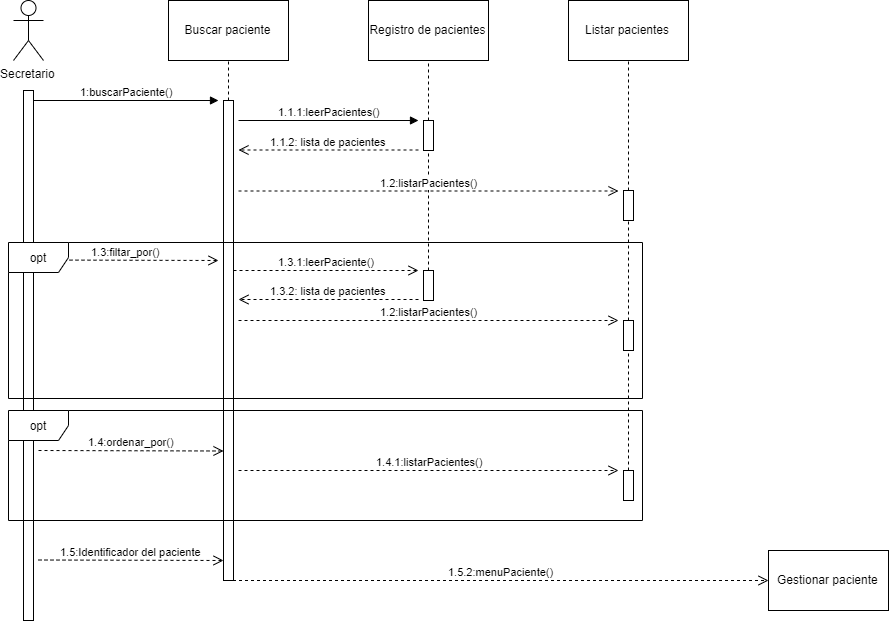 Buscar paciente
Registro de pacientes
Listar pacientes
Secretario
1:buscarPaciente()
1.1.1:leerPacientes()
1.1.2: lista de pacientes
1.2:listarPacientes()
opt
1.3:filtar_por()
1.3.1:leerPaciente()
1.3.2: lista de pacientes
1.2:listarPacientes()
opt
1.4:ordenar_por()
1.4.1:listarPacientes()
1.5:Identificador del paciente
1.5.2:menuPaciente()
Gestionar paciente